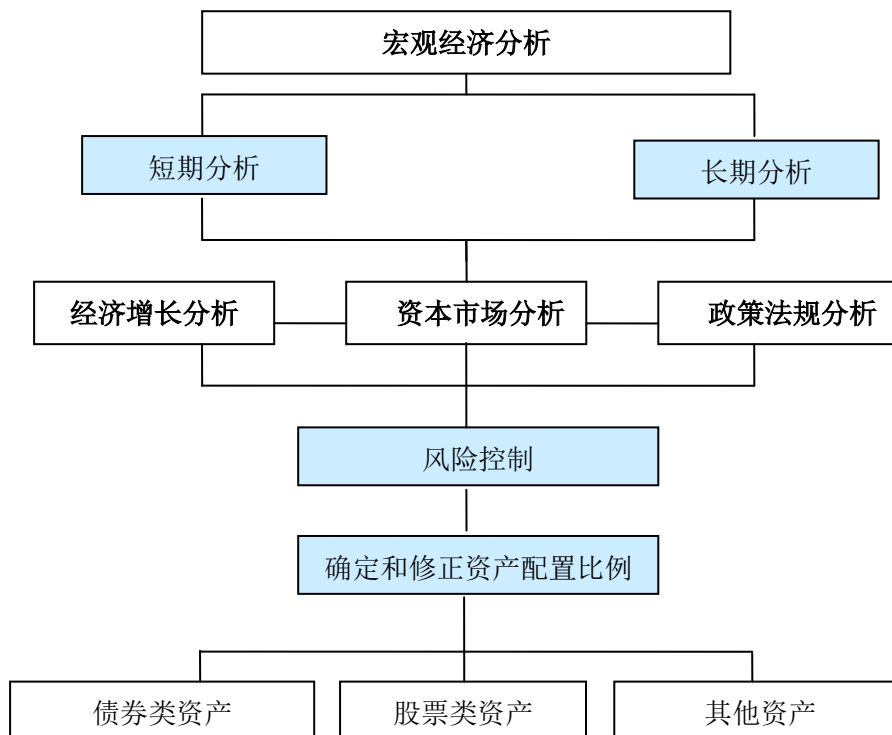 宏观经济分析
短期分析
长期分析
经济增长分析
资本市场分析
政策法规分析
风险控制
确定和修正资产配置比例
债券类资产
股票类资产
其他资产